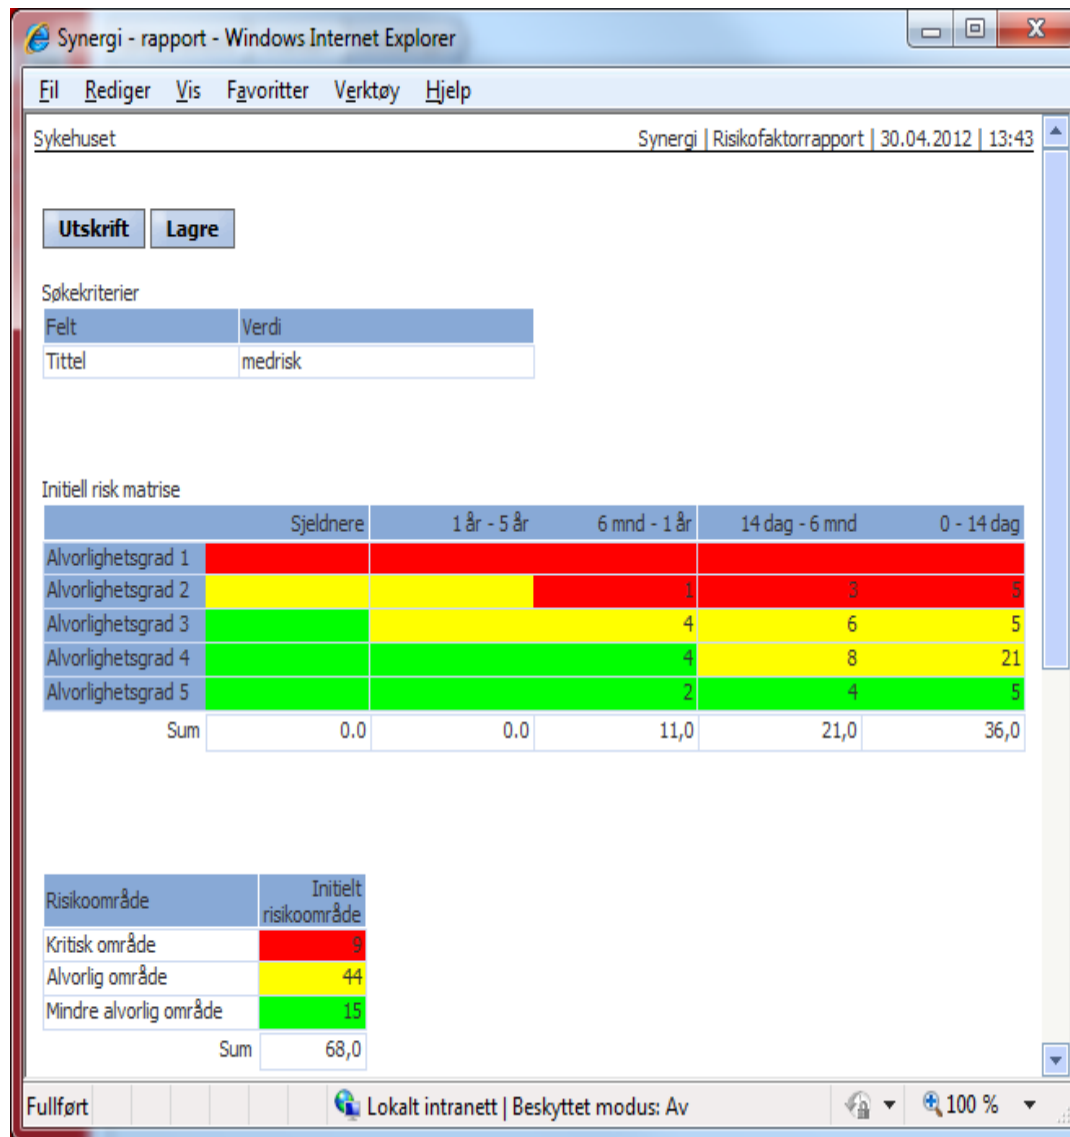 Synergi - rapport - Windows Internet Explorer
Fil Rediger Vis Favoritter Verktøy Hjelp
Sykehuset Synergi | Risikofaktorrapport | 30.04.2012 | 13:43
Utskrift Lagre
Søkekriterier
Felt Verdi
Tittel medrisk
Initiell risk matrise
Sjeldnere 1 år - 5 år 6 mnd - 1 år 14 dag - 6 mnd 0 - 14 dag
Alvorlighetsgrad 1
Alvorlighetsgrad 2 1 3 5
Alvorlighetsgrad 3 4 6 5
Alvorlighetsgrad 4 4 8 21
Alvorlighetsgrad 5 2 4 5
Sum 0.0 0.0 11,0 21,0 36,0
Risikoområde Initielt
risikoområde
Kritisk område 9
Alvorlig område 44
Mindre alvorlig område 15
Sum 68,0
Fullført Lokalt intranett | Beskyttet modus: Av 100 %